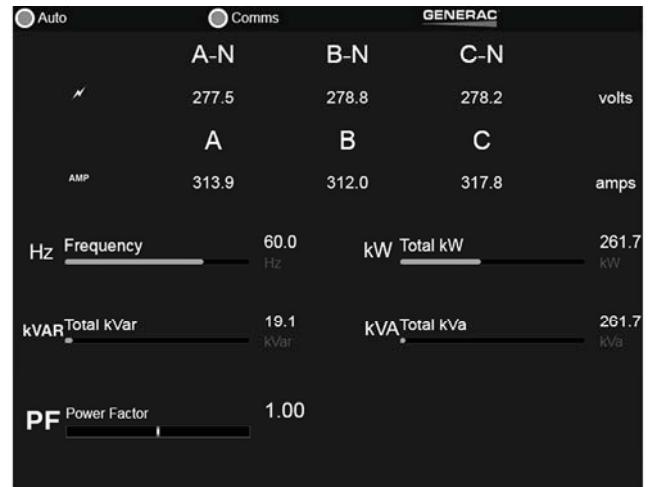 Auto Comms GENERAC
A-N B-N C-N
277.5 278.8 278.2 volts
A B C
AMP 313.9 312.0 317.8 amps
Hz Frequency 60.0 Hz kW Total kW 261.7 kW
kVAR Total kVar 19.1 kVar kVA Total kVa 261.7 kVa
PF Power Factor 1.00